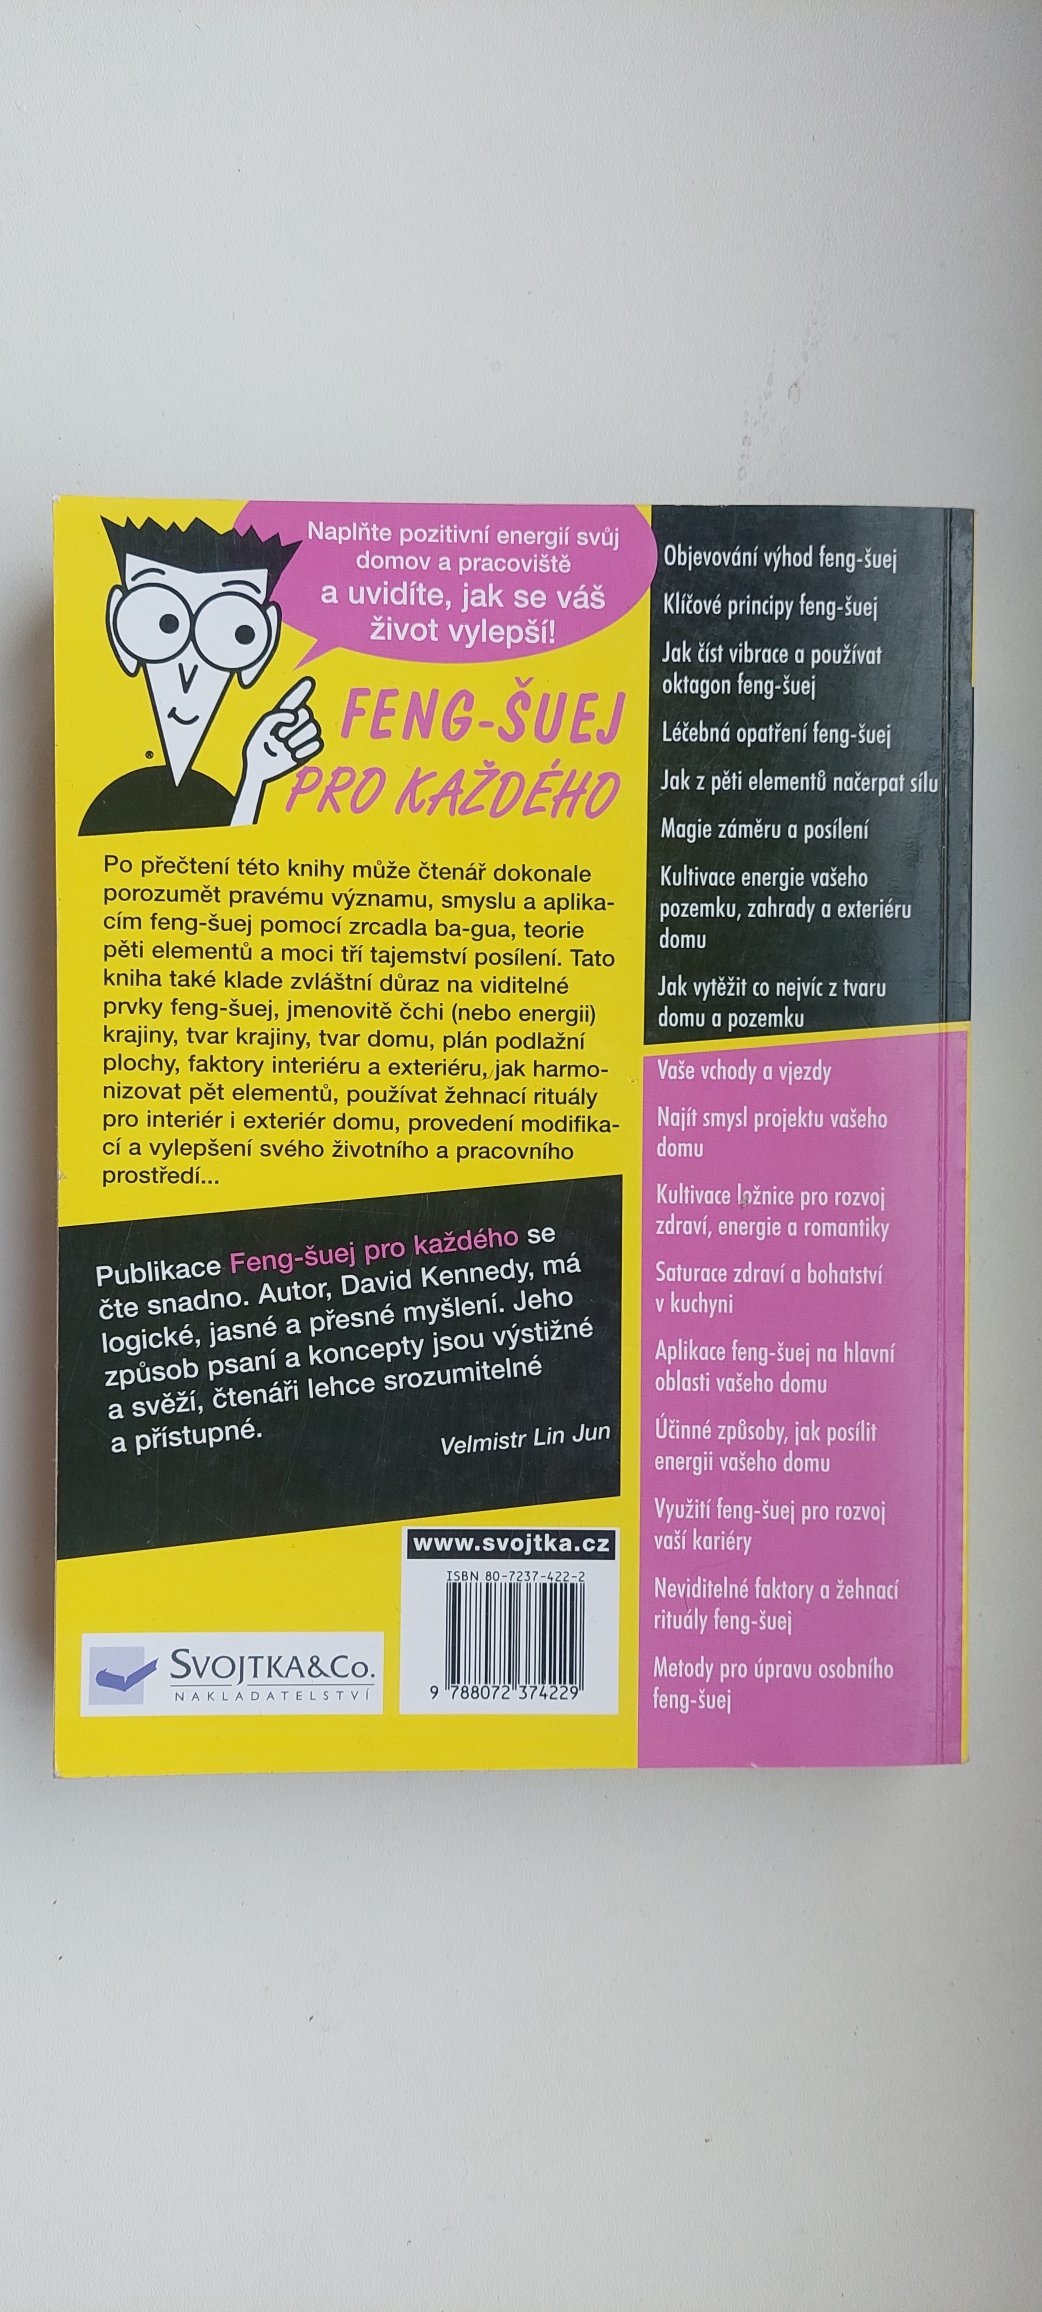 Naplňte pozitivní energií svůj
domov a pracoviště
a uvidíte, jak se váš
život vylepší!
FENG-ŠUEJ
PRO KAŽDÉHO
Po přečtení této knihy může čtenář dokonale
porozumět pravému významu, smyslu a aplika-
cím feng-šuej pomocí zrcadla ba-gua, teorie
pěti elementů a moci tří tajemství posílení. Tato
kniha také klade zvláštní důraz na viditelné
prvky feng-šuej, jmenovitě čchi (nebo energii)
krajiny, tvar krajiny, tvar domu, plán podlažní
plochy, faktory interiéru a exteriéru, jak harmo-
nizovat pět elementů, používat žehnací rituály
pro interiér i exteriér domu, provedení modifika-
cí a vylepšení svého životního a pracovního
prostředí...
Publikace Feng-šuej pro každého se
čte snadno. Autor, David Kennedy, má
logické, jasné a přesné myšlení. Jeho
způsob psaní a koncepty jsou výstižné
a svěží, čtenáři lehce srozumitelné
a přístupné.
Velmistr Lin Jun
www.svojtka.cz
ISBN 80-7237-422-2
9 788072 374229
SVOJTKA&CO.
NAKLADATELSTVÍ
Objevování výhod feng-šuej
Klíčové principy feng-šuej
Jak číst vibrace a používat
oktagon feng-šuej
Léčebná opatření feng-šuej
Jak z pěti elementů načerpat sílu
Magie záměru a posílení
Kultivace energie vašeho
pozemku, zahrady a exteriéru
domu
Jak vytěžit co nejvíc z tvaru
domu a pozemku
Vaše vchody a vjezdy
Najít smysl projektu vašeho
domu
Kultivace ložnice pro rozvoj
zdraví, energie a romantiky
Saturace zdraví a bohatství
v kuchyni
Aplikace feng-šuej na hlavní
oblasti vašeho domu
Účinné způsoby, jak posílit
energii vašeho domu
Využití feng-šuej pro rozvoj
vaší kariéry
Neviditelné faktory a žehnací
rituály feng-šuej
Metody pro úpravu osobního
feng-šuej